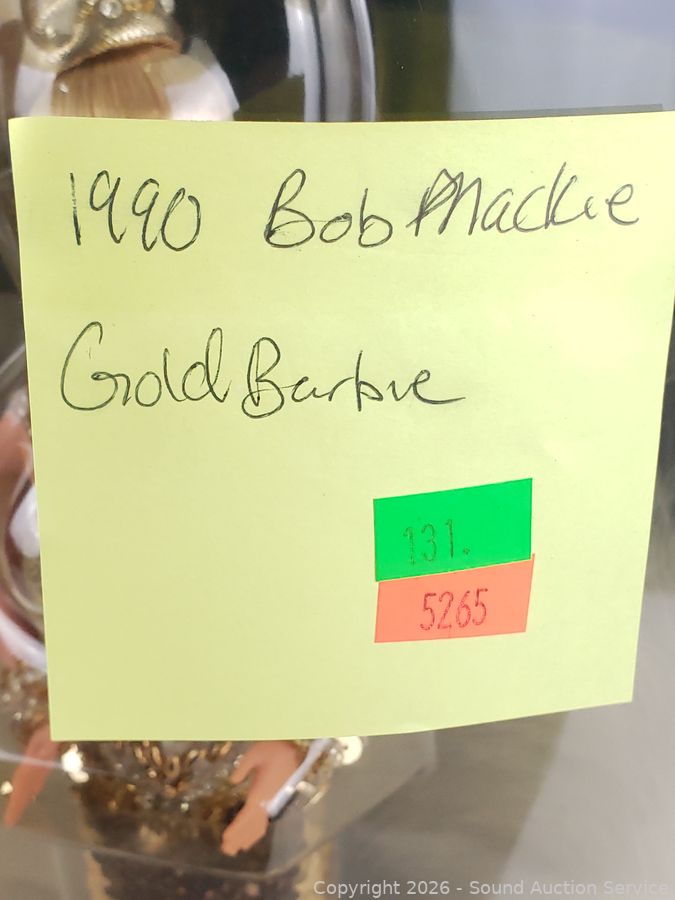 1990 Bob Mackie
Gold Barbie
131.
5265
Copyright 2026 - Sound Auction Service